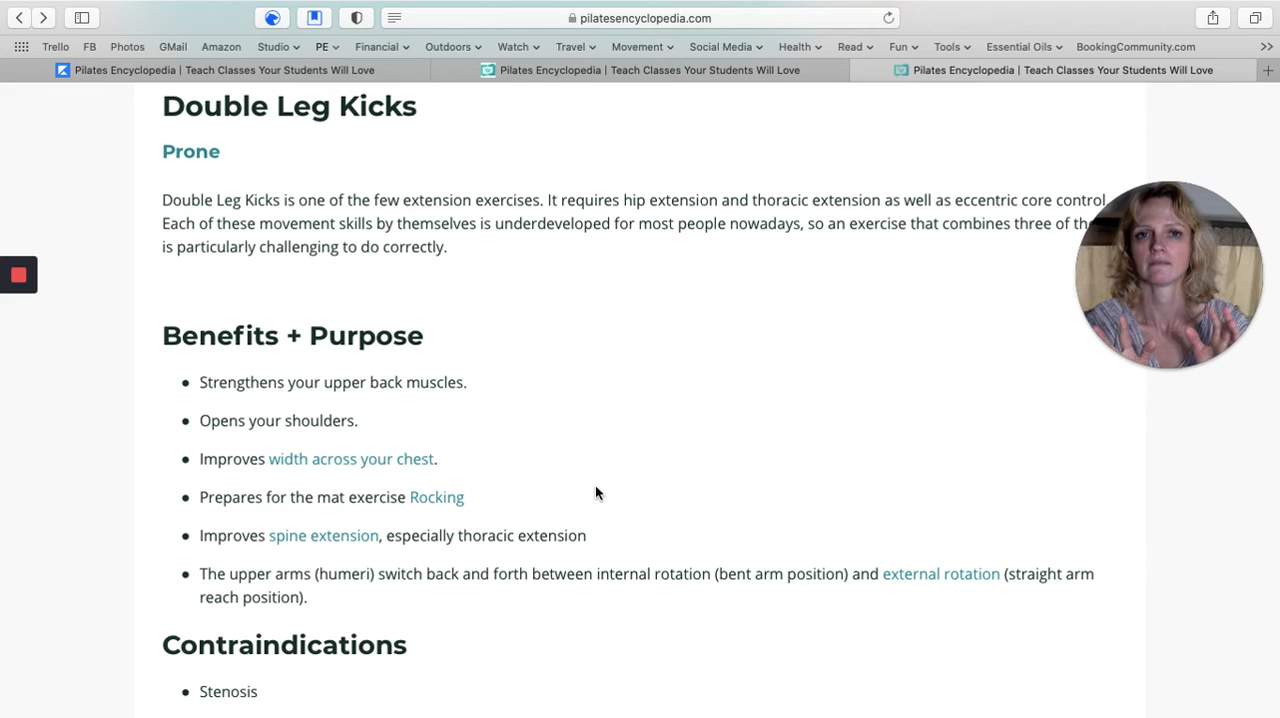 pilatesencyclopedia.com
Trello FB Photos GMail Amazon Studio PE Financial Outdoors Watch Travel Movement Social Media Health Read Fun Tools Essential Oils BookingCommunity.com
Pilates Encyclopedia | Teach Classes Your Students Will Love Pilates Encyclopedia | Teach Classes Your Students Will Love Pilates Encyclopedia | Teach Classes Your Students Will Love
Double Leg Kicks
Prone
Double Leg Kicks is one of the few extension exercises. It requires hip extension and thoracic extension as well as eccentric core control.
Each of these movement skills by themselves is underdeveloped for most people nowadays, so an exercise that combines three of
is particularly challenging to do correctly.
Benefits + Purpose
• Strengthens your upper back muscles.
• Opens your shoulders.
• Improves width across your chest.
• Prepares for the mat exercise Rocking
• Improves spine extension, especially thoracic extension
• The upper arms (humeri) switch back and forth between internal rotation (bent arm position) and external rotation (straight arm
reach position).
Contraindications
• Stenosis